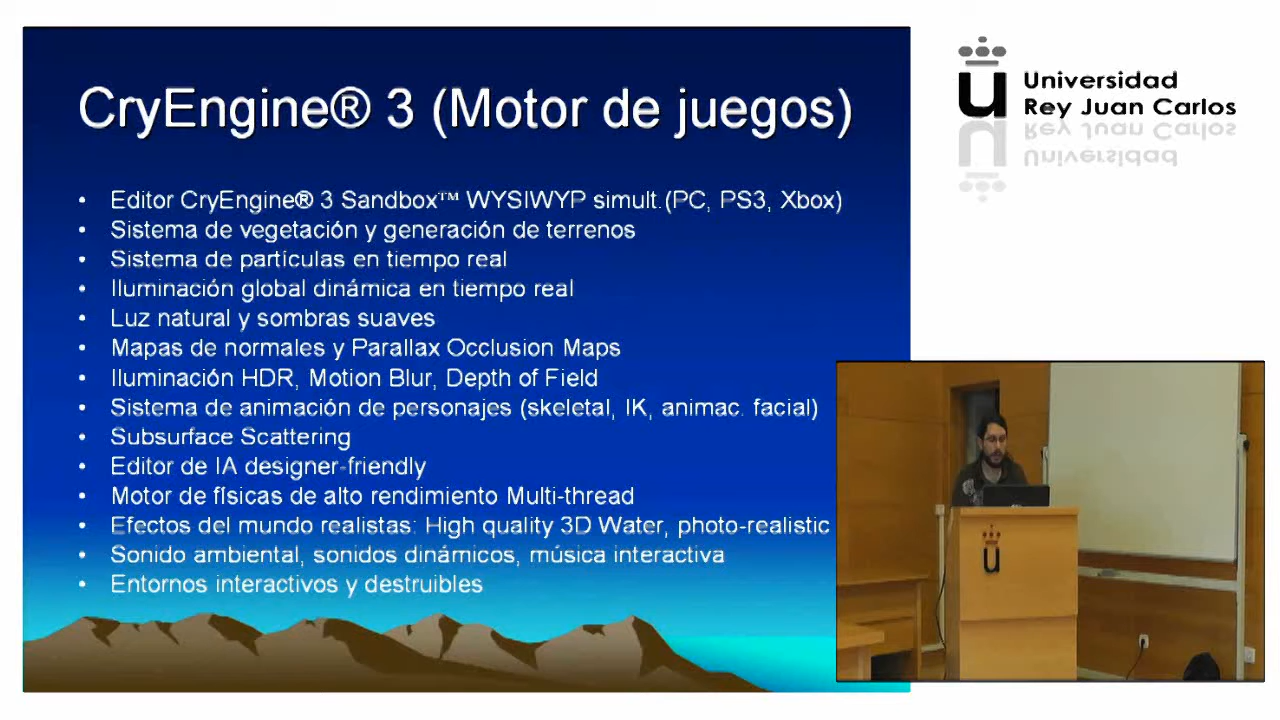 CryEngine® 3 (Motor de juegos)
• Editor CryEngine® 3 Sandbox™ WYSIWYP simult.(PC, PS3, Xbox)
• Sistema de vegetación y generación de terrenos
• Sistema de partículas en tiempo real
• Iluminación global dinámica en tiempo real
• Luz natural y sombras suaves
• Mapas de normales y Parallax Occlusion Maps
• Iluminación HDR, Motion Blur, Depth of Field
• Sistema de animación de personajes (skeletal, IK, animac. facial)
• Subsurface Scattering
• Editor de IA designer-friendly
• Motor de físicas de alto rendimiento Multi-thread
• Efectos del mundo realistas: High quality 3D Water, photo-realistic
• Sonido ambiental, sonidos dinámicos, música interactiva
• Entornos interactivos y destruibles
u
Universidad
Rey Juan Carlos
u